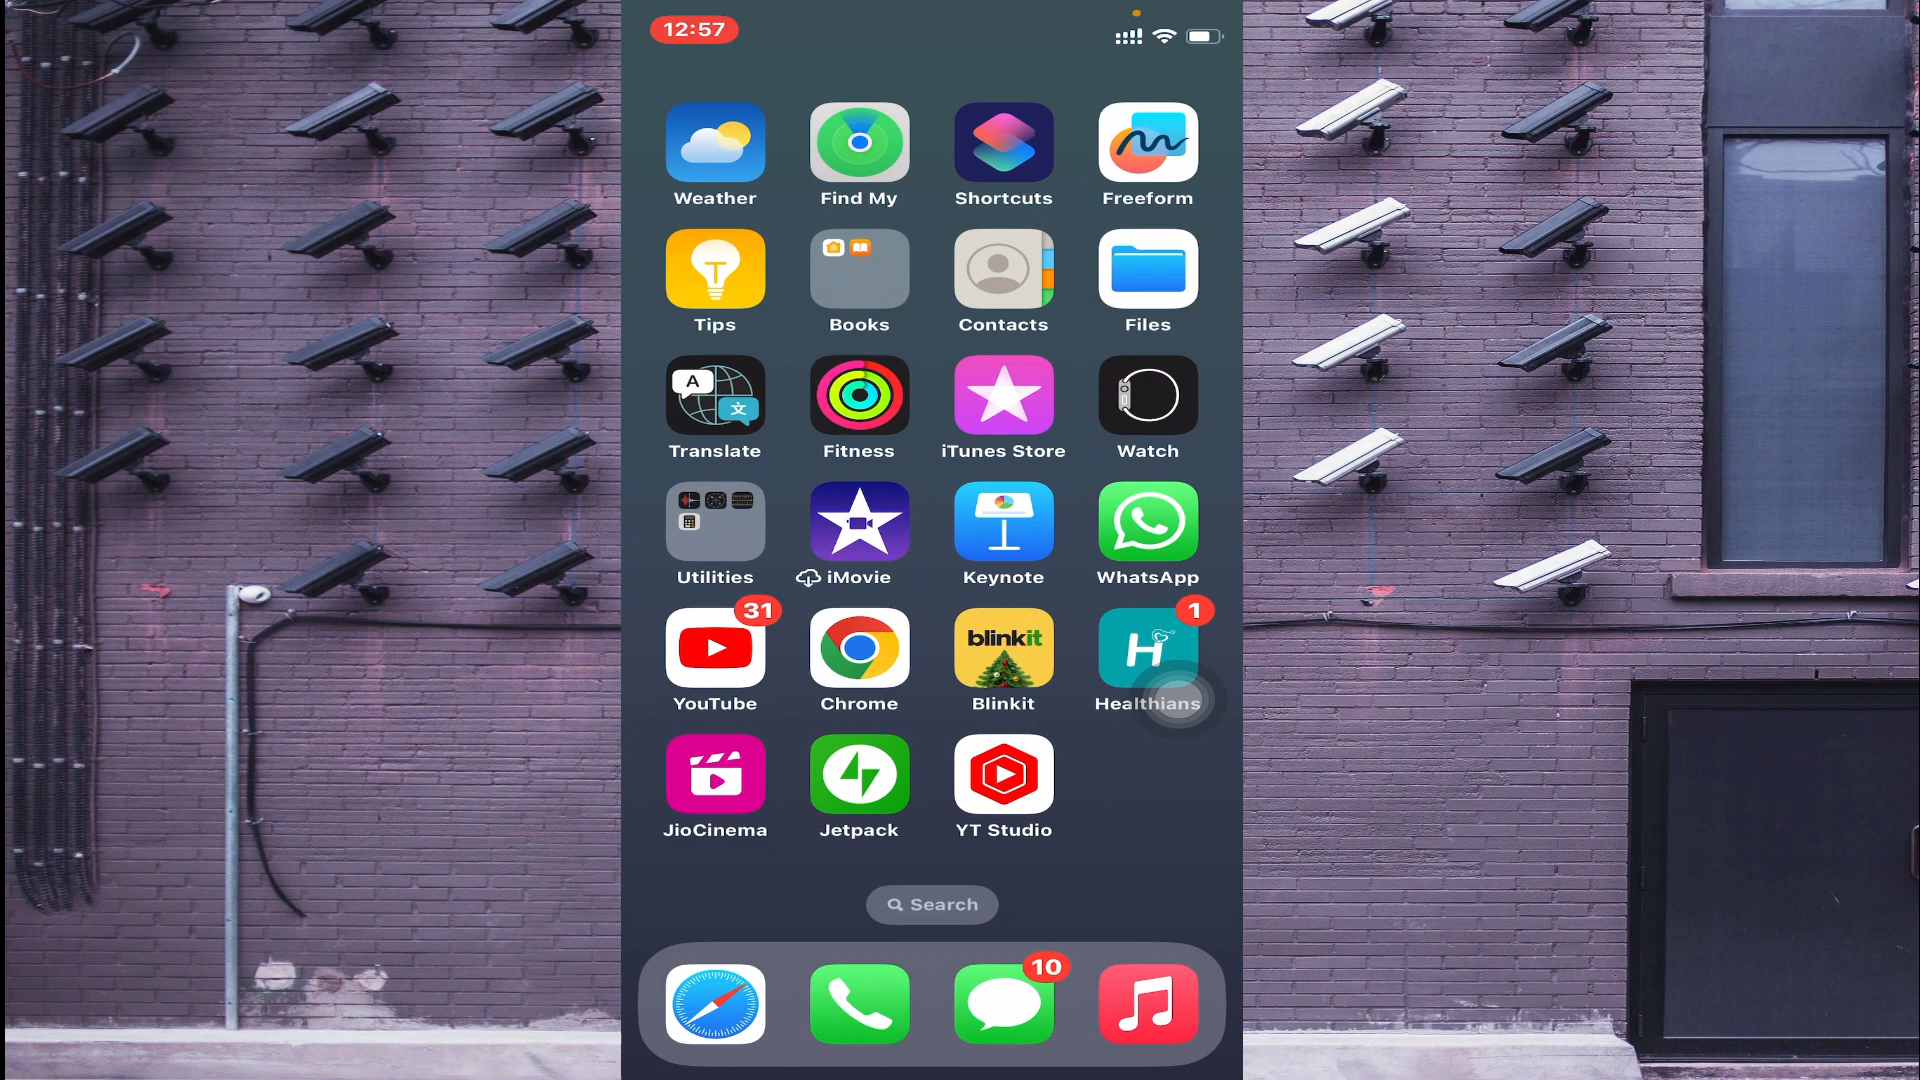 12:57
Weather Find My Shortcuts Freeform
Tips Books Contacts Files
A
文
Translate Fitness iTunes Store Watch
Utilities iMovie Keynote WhatsApp
31
1
blinkit
H
YouTube Chrome Blinkit Healthians
JioCinema Jetpack YT Studio
Search
10